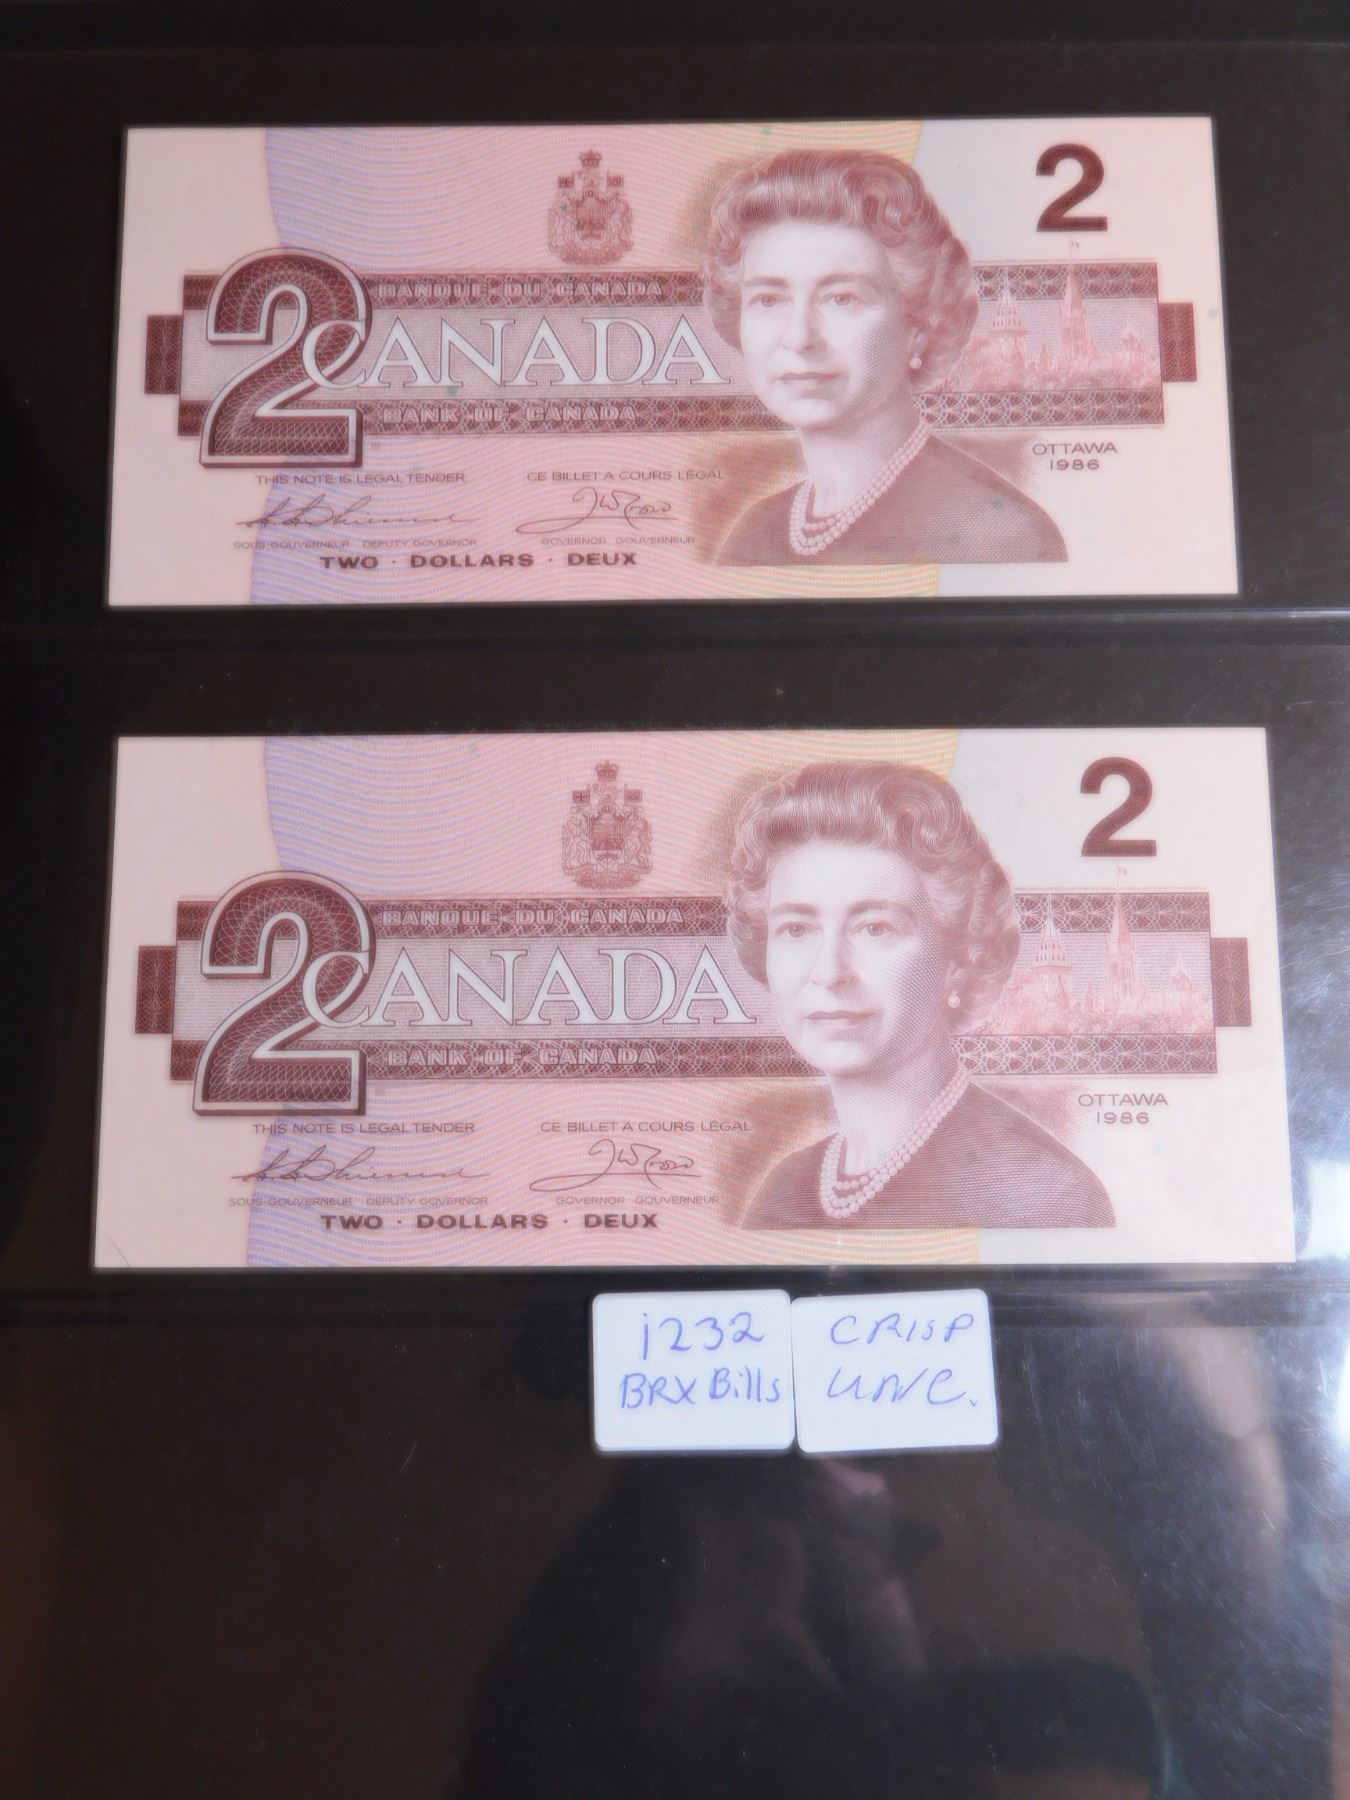 2
BANQUE DU CANADA
2 CANADA
BANK OF CANADA
OTTAWA
1986
THIS NOTE IS LEGAL TENDER CE BILLET A COURS LÉGAL
SOUS-GOUVERNEUR DEPUTY GOVERNOR GOVERNOR GOUVERNEUR
TWO · DOLLARS · DEUX
2
BANQUE DU CANADA
2 CANADA
BANK OF CANADA
OTTAWA
1986
THIS NOTE IS LEGAL TENDER CE BILLET A COURS LÉGAL
SOUS-GOUVERNEUR DEPUTY GOVERNOR GOVERNOR GOUVERNEUR
TWO · DOLLARS · DEUX
1232
BRX Bills
CRISP
UNC.